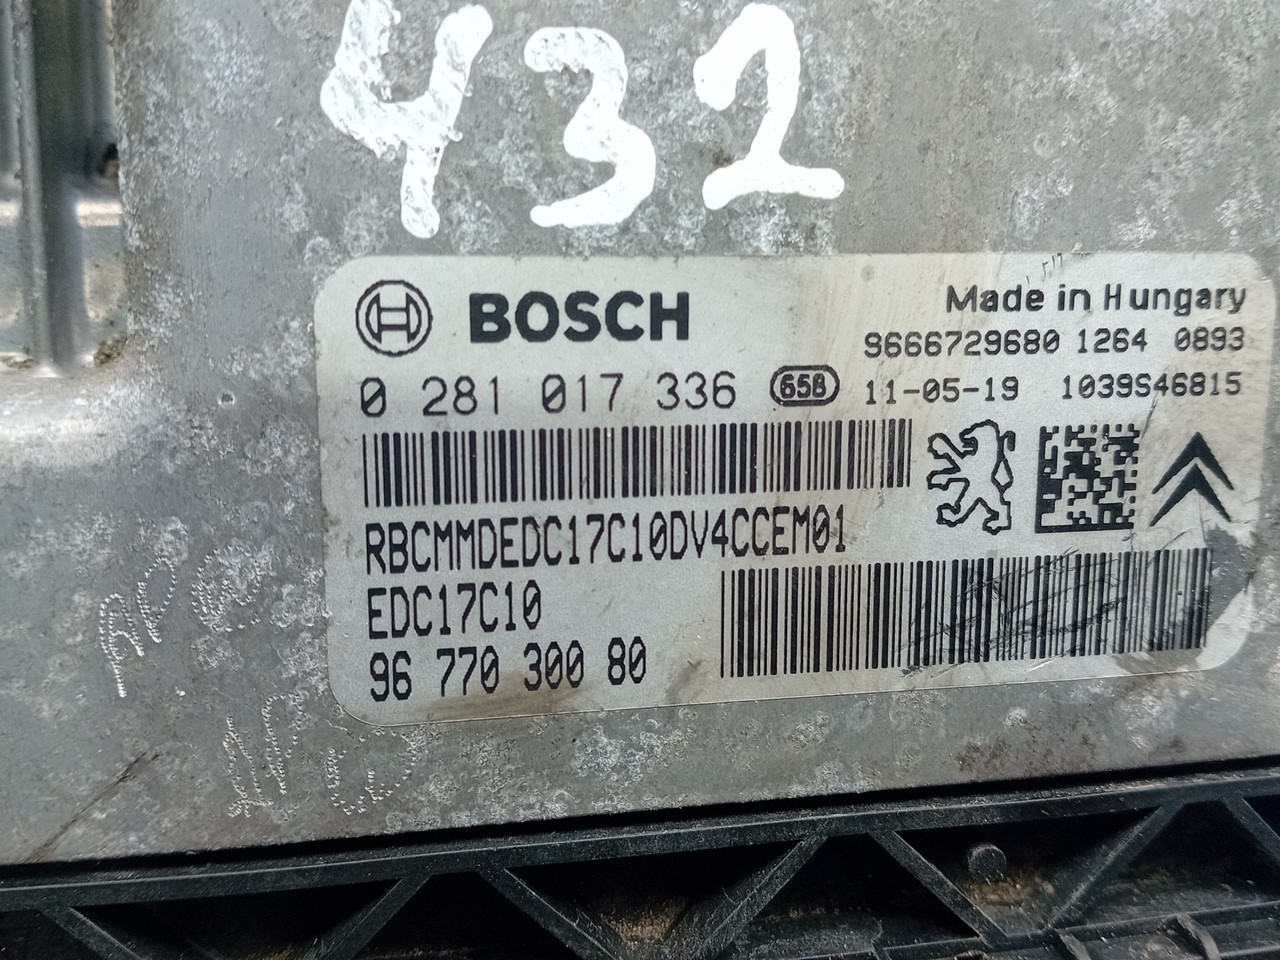 432
BOSCH
Made in Hungary
9666729680 1264 0893
0 281 017 336 658 11-05-19 1039S46815
RBCMMDEDC17C10DV4CCEM01
EDC17C10
96 770 300 80